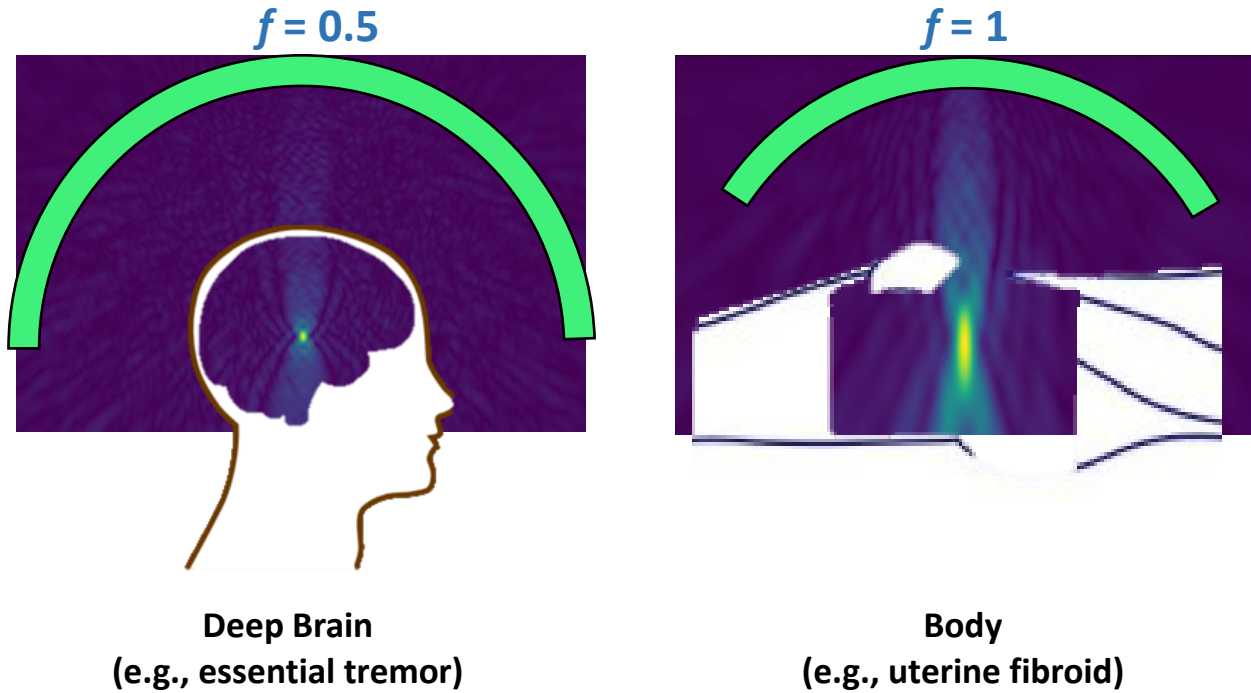 f = 0.5
f = 1
Deep Brain
(e.g., essential tremor)
Body
(e.g., uterine fibroid)